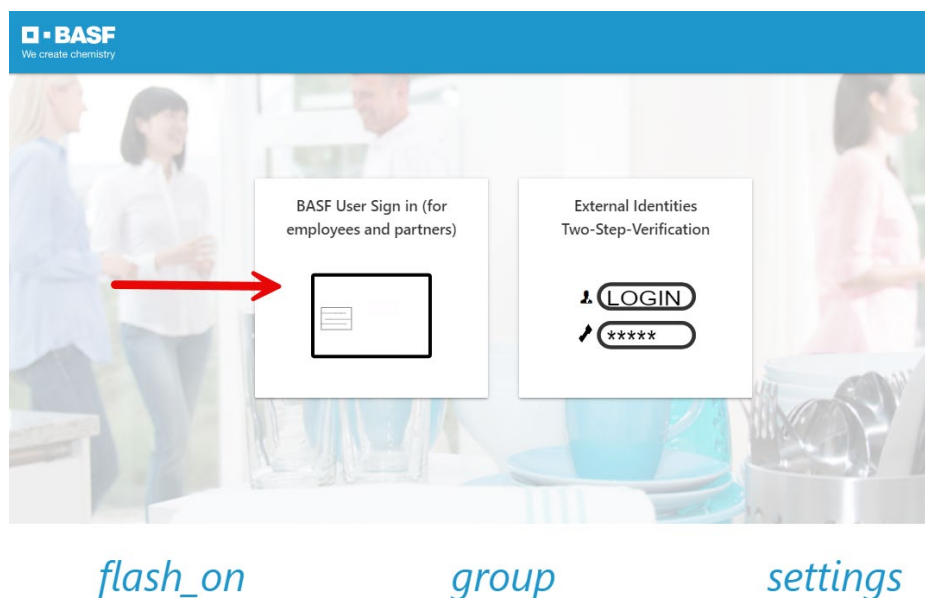 BASF
We create chemistry
BASF User Sign in (for
employees and partners)
External Identities
Two-Step-Verification
LOGIN
*****
flash_on
group
settings